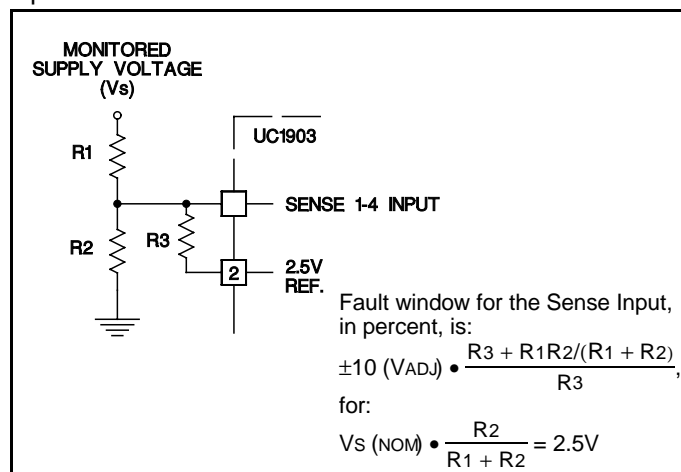 MONITORED
SUPPLY VOLTAGE
(Vs)
UC1903
R1
SENSE 1-4 INPUT
R2
R3
2
2.5V
REF.
Fault window for the Sense Input,
in percent, is:
±10 (VADJ) • R3 + R1R2/(R1 + R2) / R3,
for:
VS (NOM) • R2 / R1 + R2 = 2.5V